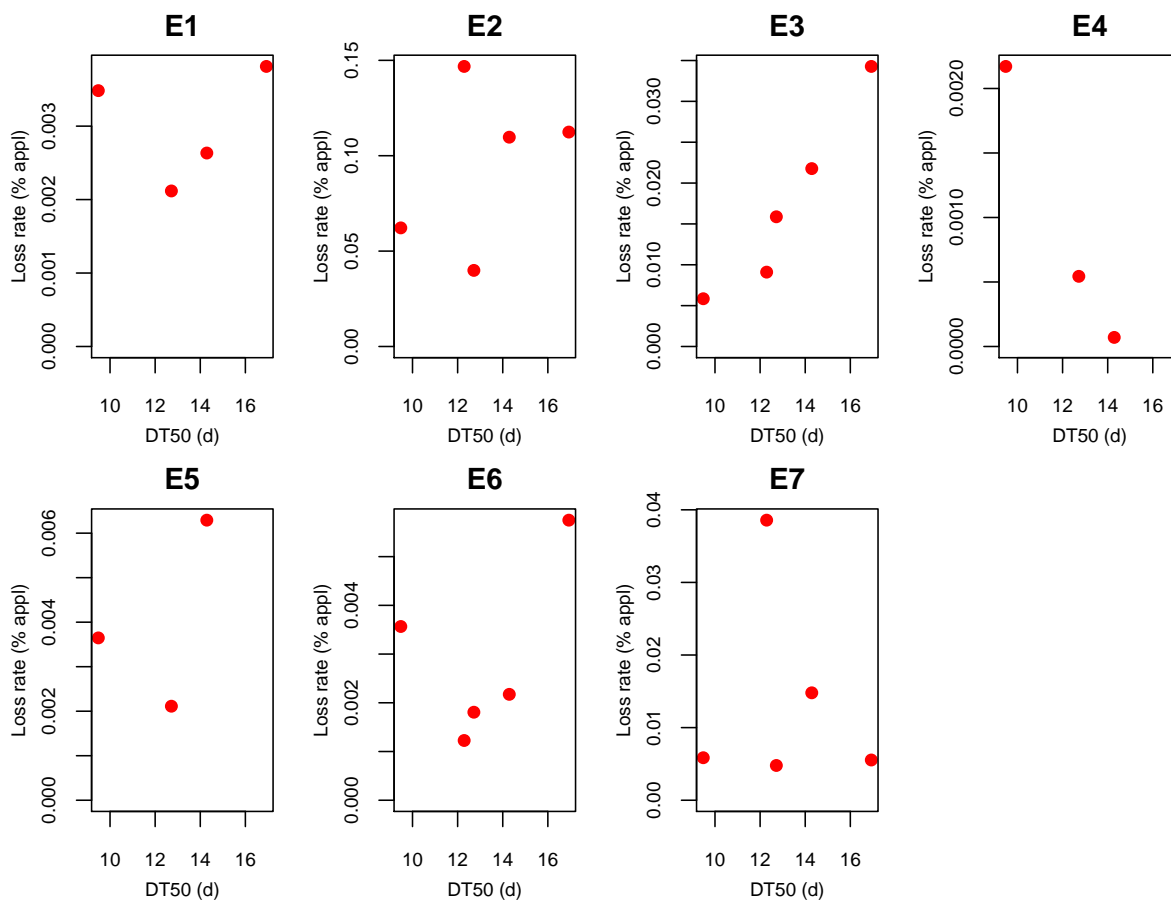 E1
Loss rate (% appl)
0.000
0.001
0.002
0.003
10
12
14
16
DT50 (d)
E2
Loss rate (% appl)
0.00
0.05
0.10
0.15
10
12
14
16
DT50 (d)
E3
Loss rate (% appl)
0.000
0.010
0.020
0.030
10
12
14
16
DT50 (d)
E4
Loss rate (% appl)
0.0000
0.0010
0.0020
10
12
14
16
DT50 (d)
E5
Loss rate (% appl)
0.000
0.002
0.004
0.006
10
12
14
16
DT50 (d)
E6
Loss rate (% appl)
0.000
0.002
0.004
10
12
14
16
DT50 (d)
E7
Loss rate (% appl)
0.00
0.01
0.02
0.03
0.04
10
12
14
16
DT50 (d)